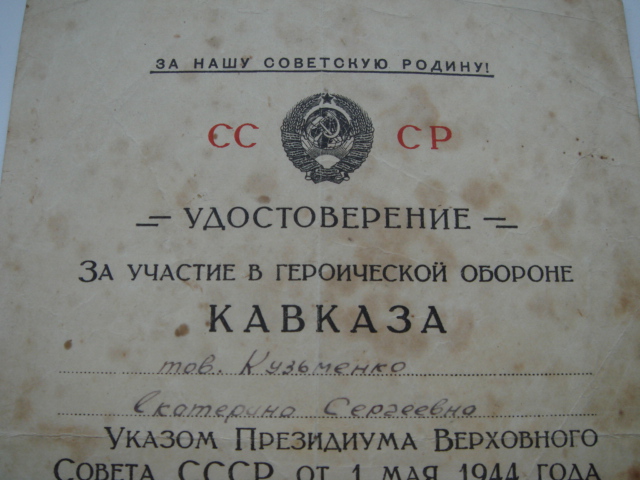 ЗА НАШУ СОВЕТСКУЮ РОДИНУ!
СС СР
УДОСТОВЕРЕНИЕ
ЗА УЧАСТИЕ В ГЕРОИЧЕСКОЙ ОБОРОНЕ
КАВКАЗА
тов. Кузьменко
Екатерина Сергеевна
УКАЗОМ ПРЕЗИДИУМА ВЕРХОВНОГО
СОВЕТА СССР ОТ 1 МАЯ 1944 ГОДА